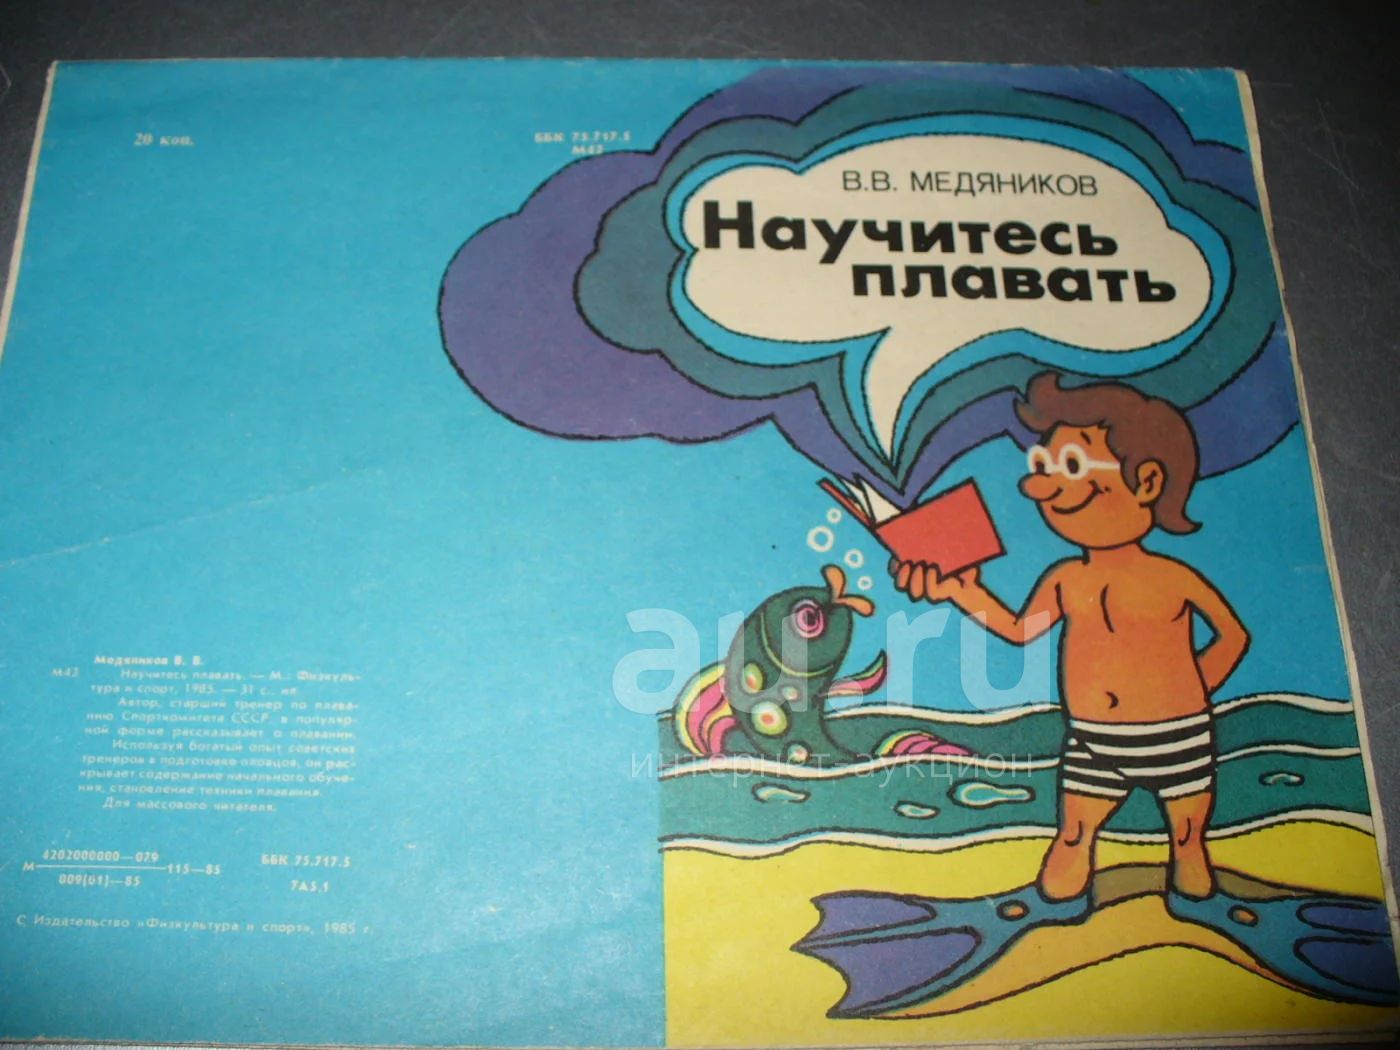 20 коп.
ББК 75.717.5
М42
В.В. МЕДЯНИКОВ
Научитесь
плавать
Медяников В. В.
М42 Научитесь плавать. — М.: Физкуль-
тура и спорт, 1985. — 31 с., ил.
Автор, старший тренер по плава-
нию Спорткомитета СССР, в популяр-
ной форме рассказывает о плавании.
Используя богатый опыт советских
тренеров в подготовке пловцов, он рас-
крывает содержание начального обуче-
ния, становление техники плавания.
Для массового читателя.
4202000000—079
М 115—85
009(01)—85
ББК 75.717.5
7А5.1
© Издательство «Физкультура и спорт», 1985 г.
au.ru
интернет-аукцион